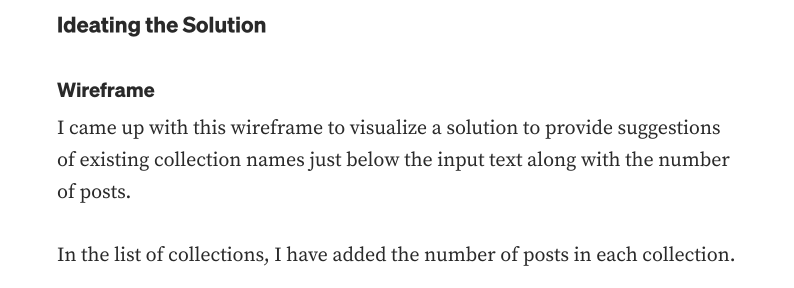 Ideating the Solution
Wireframe
I came up with this wireframe to visualize a solution to provide suggestions
of existing collection names just below the input text along with the number
of posts.
In the list of collections, I have added the number of posts in each collection.